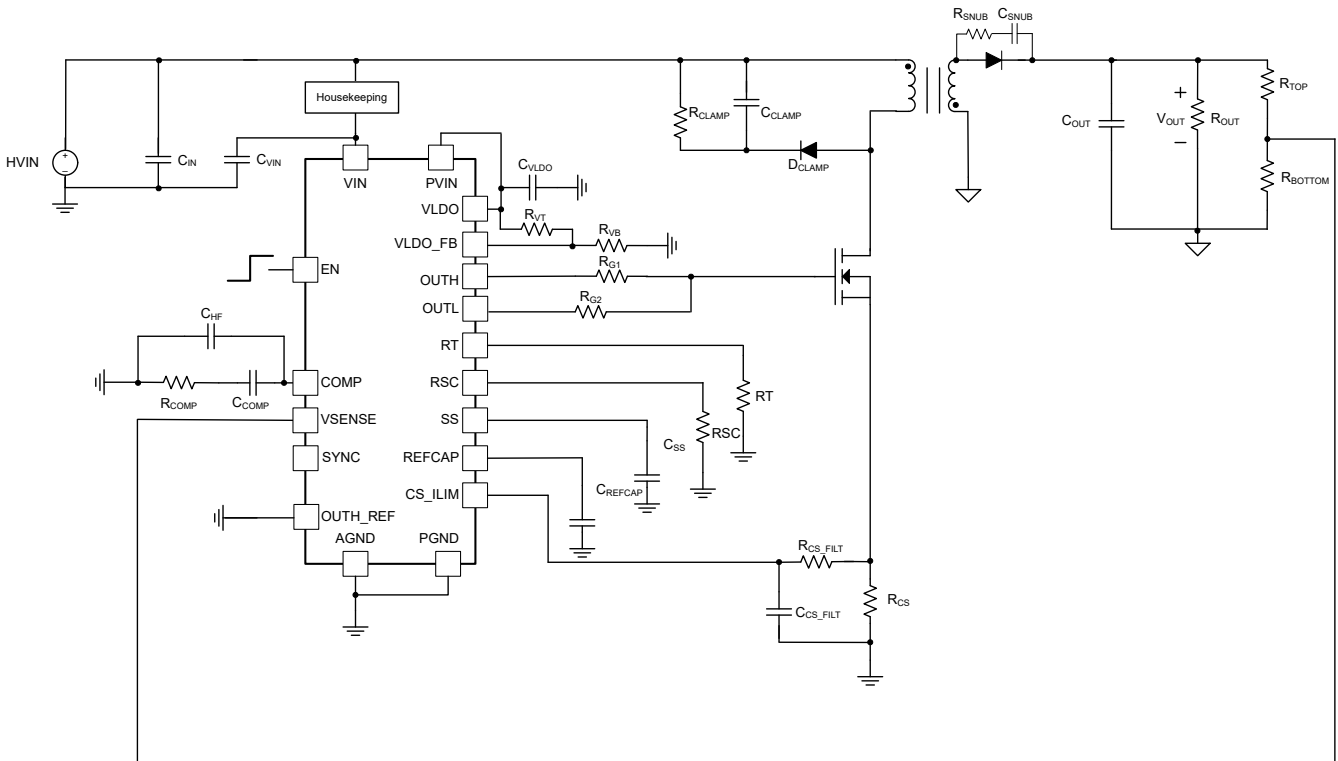 RSNUB CSNUB
Housekeeping
HVIN
+
−
CIN
CVIN
RCLAMP
CCLAMP
DCLAMP
COUT
+
VOUT
−
ROUT
RTOP
RBOTTOM
VIN
PVIN
CVLDO
VLDO
RVT
VLDO_FB
RVB
EN
OUTH
RG1
OUTL
RG2
CHF
RT
RT
COMP
RCOMP
CCOMP
RSC
RSC
VSENSE
SS
CSS
SYNC
REFCAP
CREFCAP
CS_ILIM
OUTH_REF
AGND
PGND
RCS_FILT
CCS_FILT
RCS